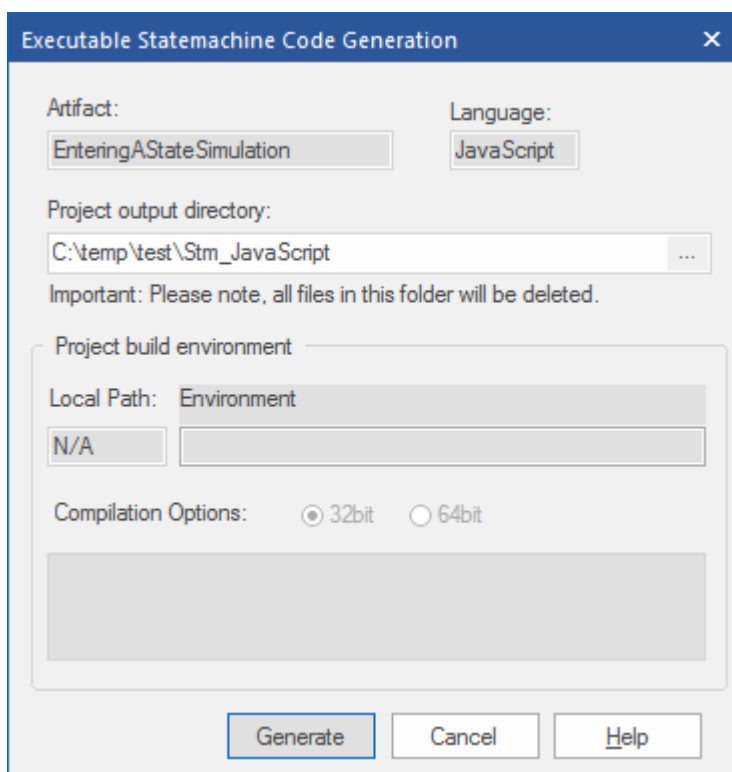 Executable Statemachine Code Generation
Artifact:
Language:
EnteringAStateSimulation
JavaScript
Project output directory:
C:\temp\test\Stm_JavaScript
...
Important: Please note, all files in this folder will be deleted.
Project build environment
Local Path:
Environment
N/A
Compilation Options:
32bit
64bit
Generate
Cancel
Help